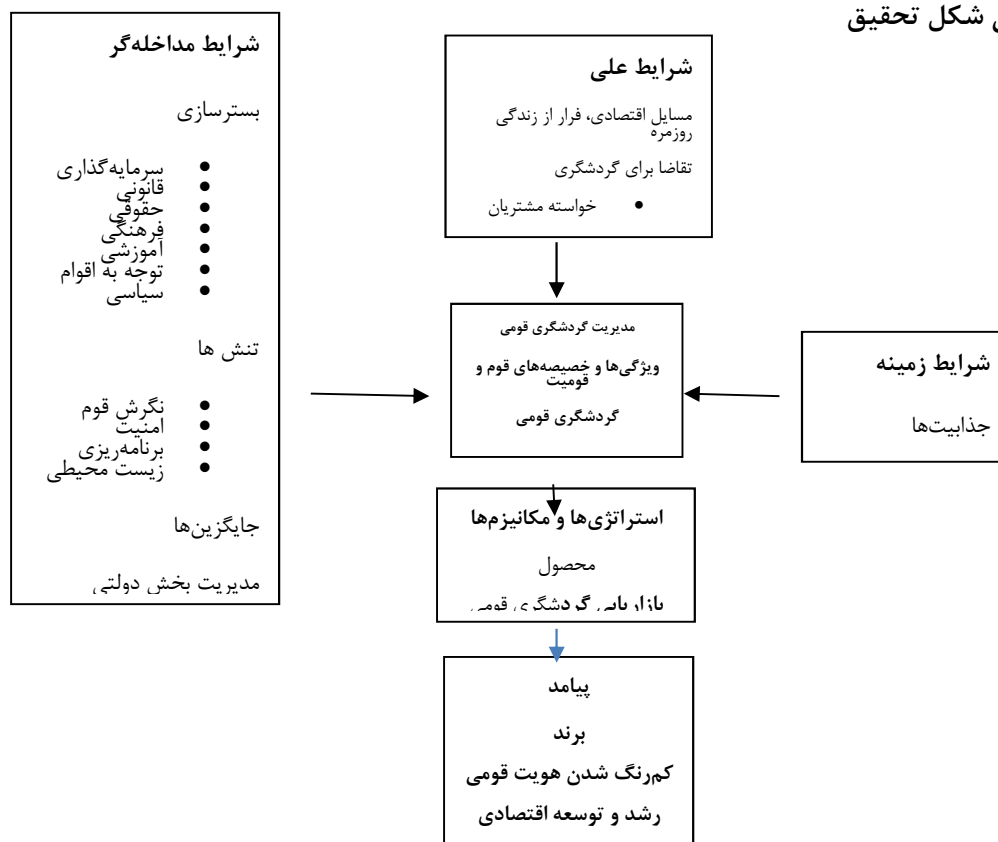 شکل تحقیق
شرایط علی
مسایل اقتصادی، فرار از زندگی
روزمره
تقاضا برای گردشگری
● خواسته مشتریان
شرایط مداخله‌گر
بسترسازی
● سرمایه‌گذاری
● قانونی
● حقوقی
● فرهنگی
● آموزشی
● توجه به اقوام
● سیاسی
تنش ها
● نگرش قوم
● امنیت
● برنامه‌ریزی
● زیست محیطی
جایگزین‌ها
مدیریت بخش دولتی
مدیریت گردشگری قومی
ویژگی‌ها و خصیصه‌های قوم و
قومیت
گردشگری قومی
شرایط زمینه
جذابیت‌ها
استراتژی‌ها و مکانیزم‌ها
محصول
بازاریابی گردشگری قومی
پیامد
برند
کم‌رنگ شدن هویت قومی
رشد و توسعه اقتصادی